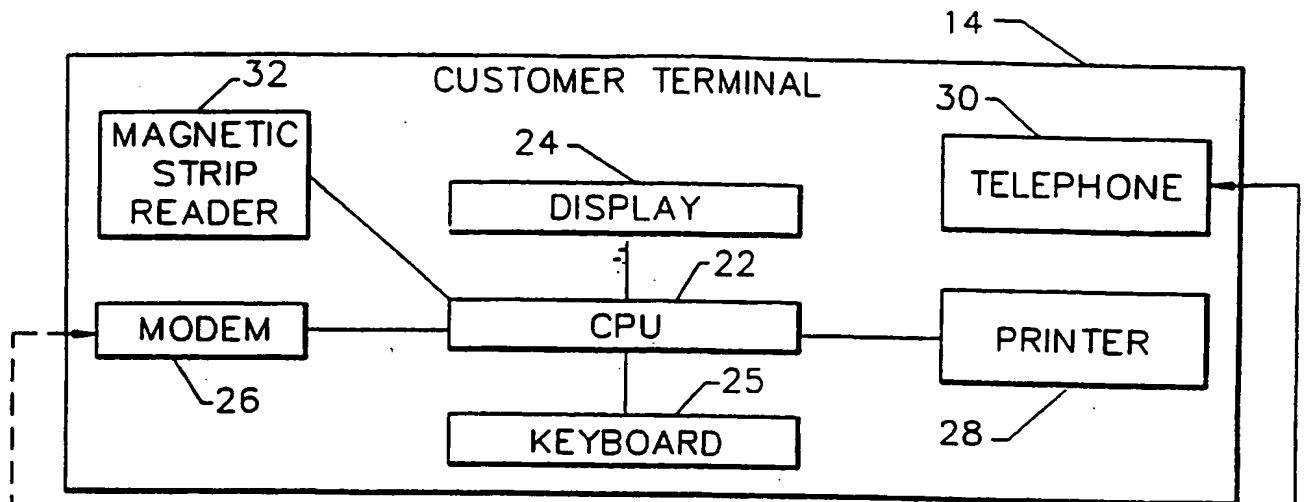 14
CUSTOMER TERMINAL
32
MAGNETIC
STRIP
READER
24
DISPLAY
30
TELEPHONE
22
CPU
MODEM
26
PRINTER
28
25
KEYBOARD